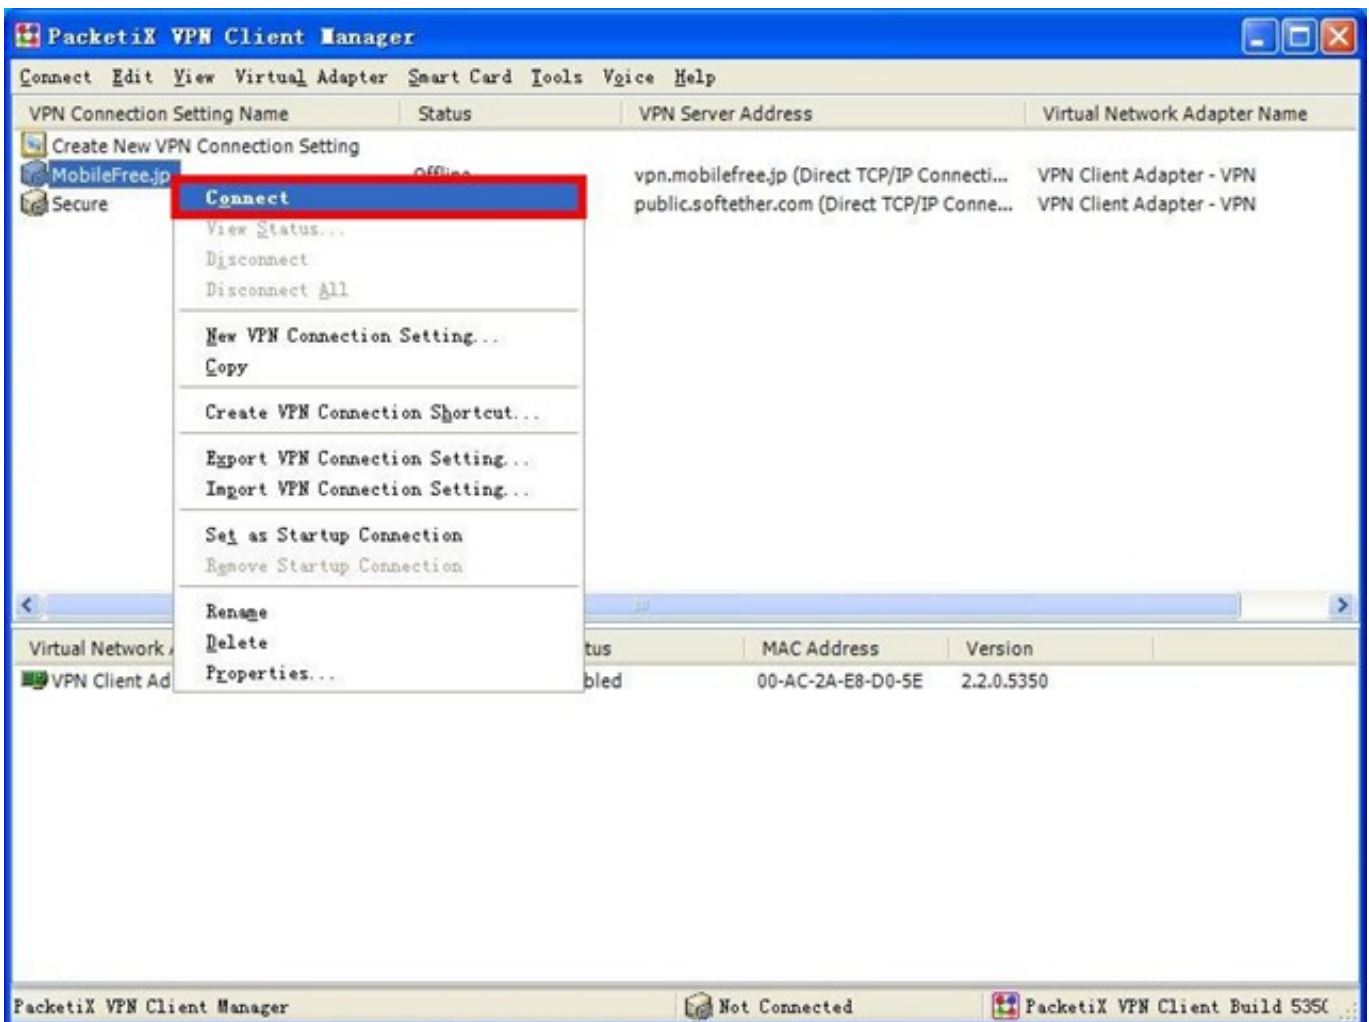 PacketiX VPN Client Manager
Connect Edit View Virtual Adapter Smart Card Tools Voice Help
VPN Connection Setting Name Status VPN Server Address Virtual Network Adapter Name
Create New VPN Connection Setting
MobileFree.jp Offline vpn.mobilefree.jp (Direct TCP/IP Connecti... VPN Client Adapter - VPN
Secure public.softether.com (Direct TCP/IP Conne... VPN Client Adapter - VPN
Connect
View Status...
Disconnect
Disconnect All
New VPN Connection Setting...
Copy
Create VPN Connection Shortcut...
Export VPN Connection Setting...
Import VPN Connection Setting...
Set as Startup Connection
Remove Startup Connection
Rename
Delete
Properties...
Virtual Network A tus MAC Address Version
VPN Client Ad bled 00-AC-2A-E8-D0-5E 2.2.0.5350
PacketiX VPN Client Manager Not Connected PacketiX VPN Client Build 5350